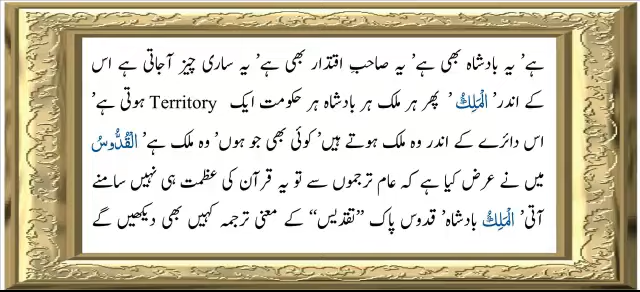 ہے’ یہ بادشاہ بھی ہے’ یہ صاحبِ اقتدار بھی ہے’ یہ ساری چیز آجاتی ہے اس
کے اندر’ الْمَلِكُ ’ پھر ہر ملک ہر بادشاہ ہر حکومت ایک Territory ہوتی ہے’
اس دائرے کے اندر وہ ملک ہوتے ہیں’ کوئی بھی جو ہوں’ وہ ملک ہے’ الْقُدُّوسُ
میں نے عرض کیا ہے کہ عام ترجموں سے تو یہ قرآن کی عظمت ہی نہیں سامنے
آتی’ الْمَلِكُ بادشاہ’ قدوس پاک ‘‘تقدیس‘‘ کے معنی ترجمہ کہیں بھی دیکھیں گے